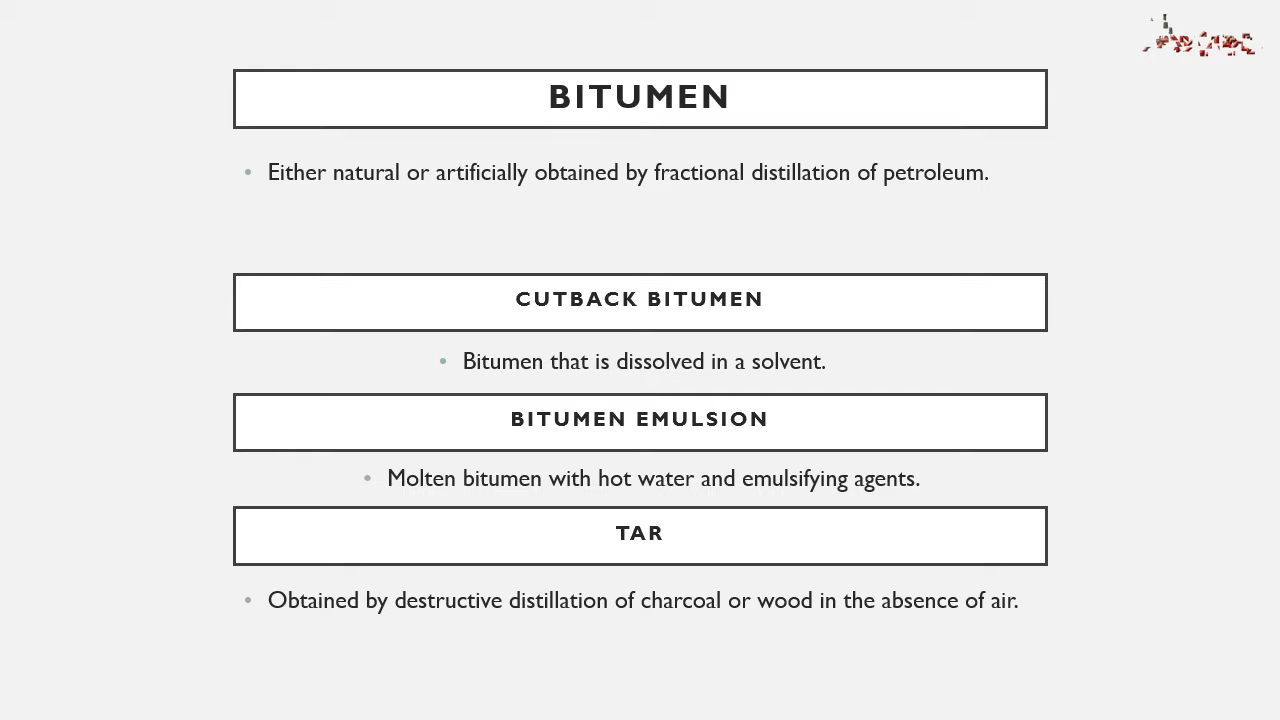 BITUMEN
• Either natural or artificially obtained by fractional distillation of petroleum.
CUTBACK BITUMEN
• Bitumen that is dissolved in a solvent.
BITUMEN EMULSION
• Molten bitumen with hot water and emulsifying agents.
TAR
• Obtained by destructive distillation of charcoal or wood in the absence of air.